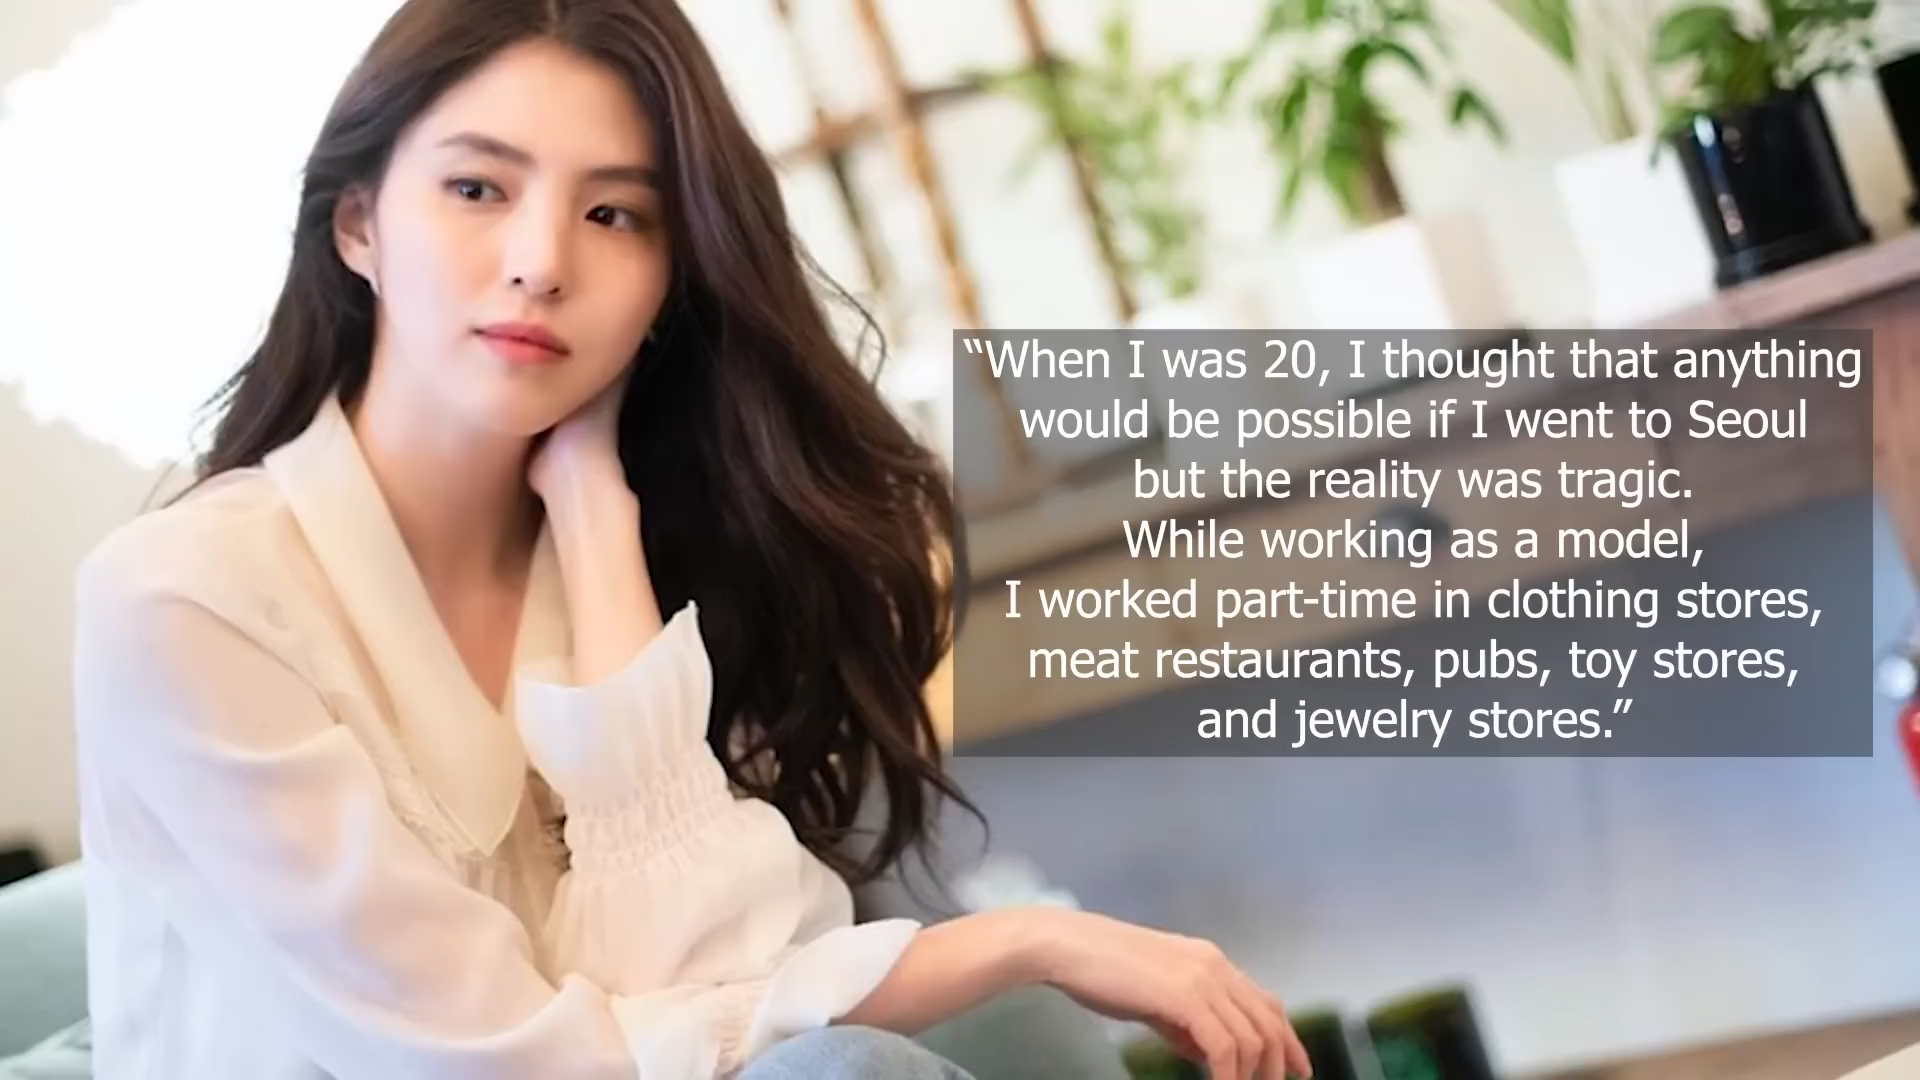 “When I was 20, I thought that anything
would be possible if I went to Seoul
but the reality was tragic.
While working as a model,
I worked part-time in clothing stores,
meat restaurants, pubs, toy stores,
and jewelry stores.”